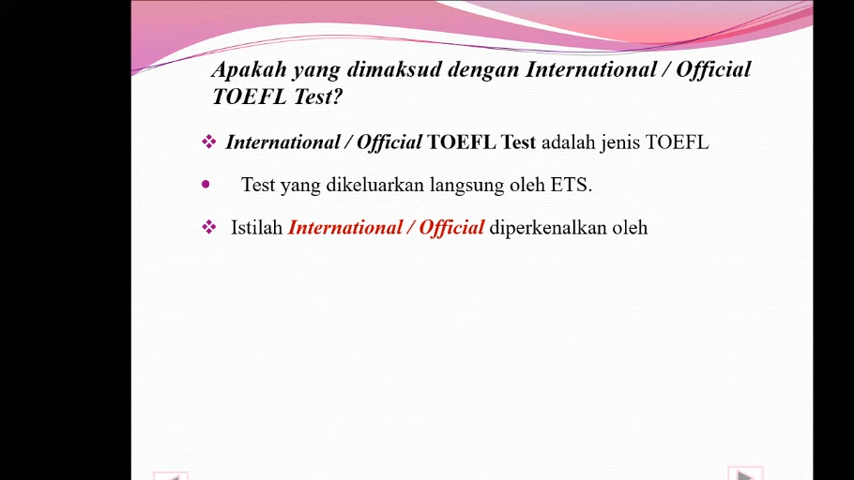 Apakah yang dimaksud dengan International / Official
TOEFL Test?
International / Official TOEFL Test adalah jenis TOEFL
Test yang dikeluarkan langsung oleh ETS.
Istilah International / Official diperkenalkan oleh